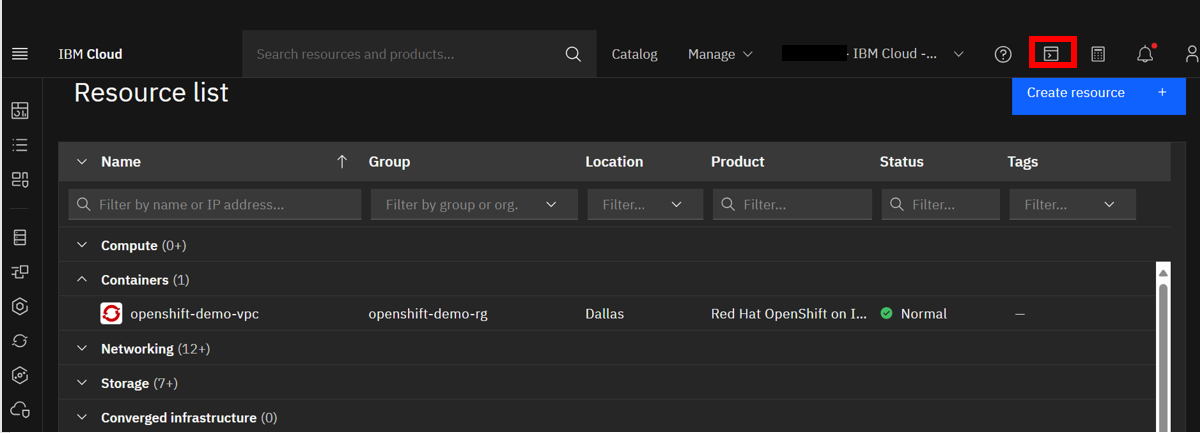 IBM Cloud Search resources and products... Catalog Manage - IBM Cloud -...
Resource list Create resource +
Name Group Location Product Status Tags
Filter by name or IP address... Filter by group or org. Filter... Filter... Filter... Filter...
Compute (0+)
Containers (1)
openshift-demo-vpc openshift-demo-rg Dallas Red Hat OpenShift on I... Normal —
Networking (12+)
Storage (7+)
Converged infrastructure (0)